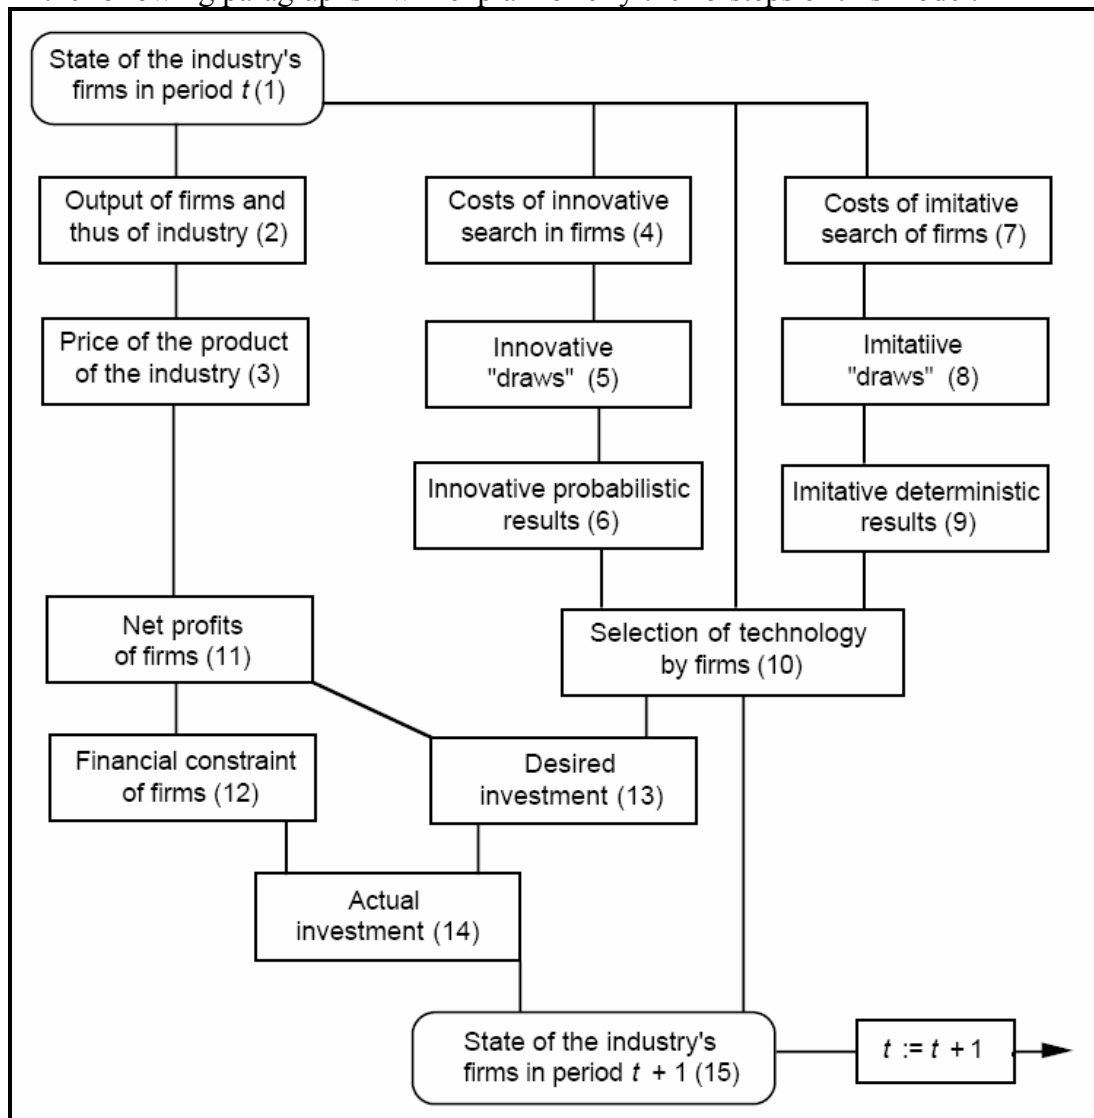 State of the industry's
firms in period t (1)
Output of firms and
thus of industry (2)
Costs of innovative
search in firms (4)
Costs of imitative
search of firms (7)
Price of the product
of the industry (3)
Innovative
"draws" (5)
Imitatiive
"draws" (8)
Innovative probabilistic
results (6)
Imitative deterministic
results (9)
Net profits
of firms (11)
Selection of technology
by firms (10)
Financial constraint
of firms (12)
Desired
investment (13)
Actual
investment (14)
State of the industry's
firms in period t + 1 (15)
t := t + 1